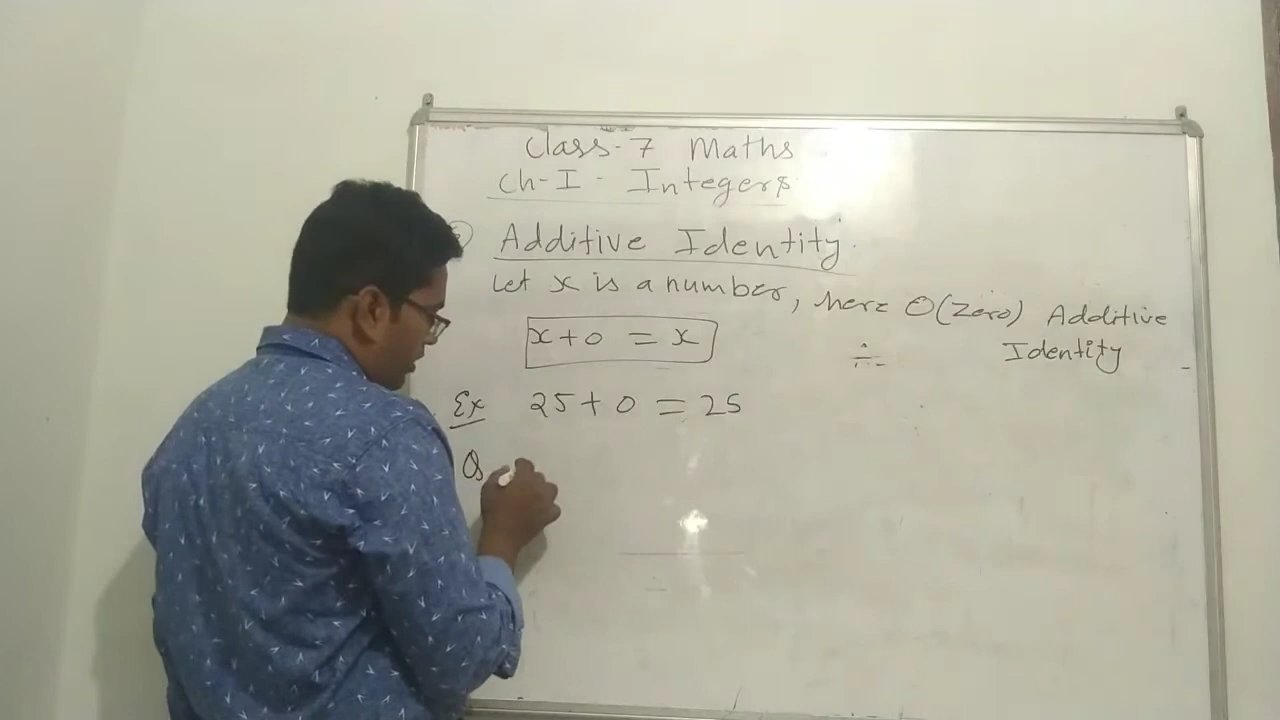 Class-7 Maths
Ch-I - Integers
Additive Identity.
Let x is a number, here 0(Zero) Additive
Identity
x+0 = x
Ex 25+0 = 25
Q